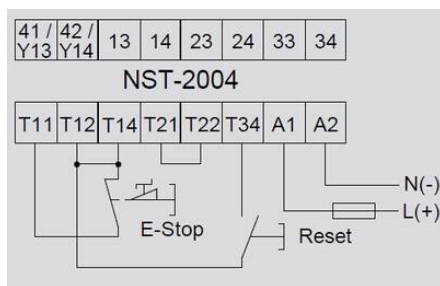 41 / Y13 42 / Y14 13 14 23 24 33 34
NST-2004
T11 T12 T14 T21 T22 T34 A1 A2
N(-)
L(+)
E-Stop Reset